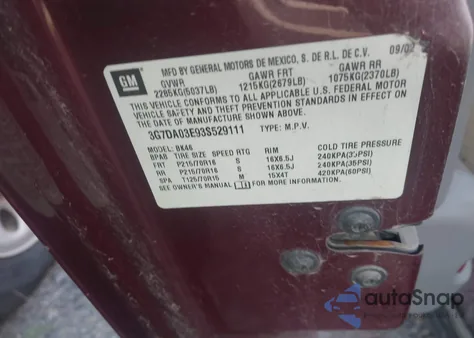 GM
MFD BY GENERAL MOTORS DE MEXICO, S. DE R.L. DE C.V. 09/02
GVWR GAWR FRT GAWR RR
2285KG(5037LB) 1215KG(2679LB) 1075KG(2370LB)
THIS VEHICLE CONFORMS TO ALL APPLICABLE U.S. FEDERAL MOTOR
VEHICLE SAFETY AND THEFT PREVENTION STANDARDS IN EFFECT ON
THE DATE OF MANUFACTURE SHOWN ABOVE.
3G7DA03E93S529111 TYPE: M.P.V.
MODEL: BK46
BPAB TIRE SIZE SPEED RTG RIM COLD TIRE PRESSURE
FRT P215/70R16 S 16X6.5J 240KPA(35PSI)
RR P215/70R16 S 16X6.5J 240KPA(35PSI)
SPA T125/70R15 M 15X4T 420KPA(60PSI)
SEE OWNER'S MANUAL FOR MORE INFORMATION.
autoSnap